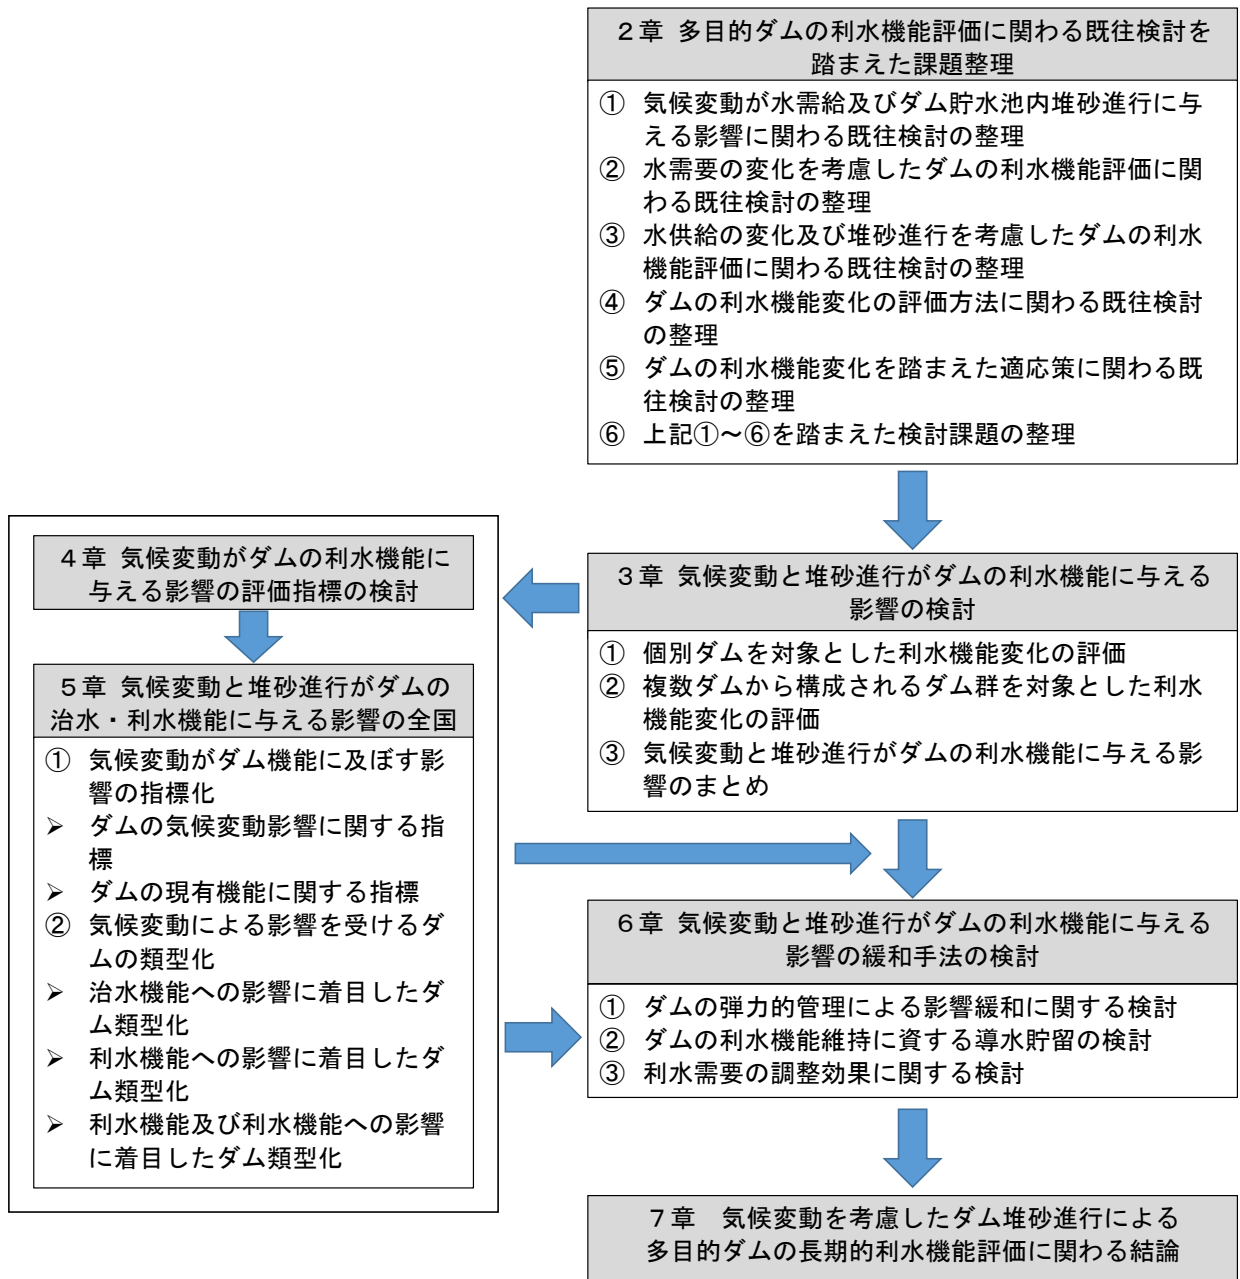 2章 多目的ダムの利水機能評価に関わる既往検討を
踏まえた課題整理
① 気候変動が水需給及びダム貯水池内堆砂進行に与
える影響に関わる既往検討の整理
② 水需要の変化を考慮したダムの利水機能評価に関
わる既往検討の整理
③ 水供給の変化及び堆砂進行を考慮したダムの利水
機能評価に関わる既往検討の整理
④ ダムの利水機能変化の評価方法に関わる既往検討
の整理
⑤ ダムの利水機能変化を踏まえた適応策に関わる既
往検討の整理
⑥ 上記①~⑥を踏まえた検討課題の整理
3章 気候変動と堆砂進行がダムの利水機能に与える
影響の検討
① 個別ダムを対象とした利水機能変化の評価
② 複数ダムから構成されるダム群を対象とした利水
機能変化の評価
③ 気候変動と堆砂進行がダムの利水機能に与える影
響のまとめ
4章 気候変動がダムの利水機能に
与える影響の評価指標の検討
5章 気候変動と堆砂進行がダムの
治水・利水機能に与える影響の全国
① 気候変動がダム機能に及ぼす影
響の指標化
➢ ダムの気候変動影響に関する指
標
➢ ダムの現有機能に関する指標
② 気候変動による影響を受けるダ
ムの類型化
➢ 治水機能への影響に着目したダ
ム類型化
➢ 利水機能への影響に着目したダ
ム類型化
➢ 利水機能及び利水機能への影響
に着目したダム類型化
6章 気候変動と堆砂進行がダムの利水機能に与える
影響の緩和手法の検討
① ダムの弾力的管理による影響緩和に関する検討
② ダムの利水機能維持に資する導水貯留の検討
③ 利水需要の調整効果に関する検討
7章 気候変動を考慮したダム堆砂進行による
多目的ダムの長期的利水機能評価に関わる結論